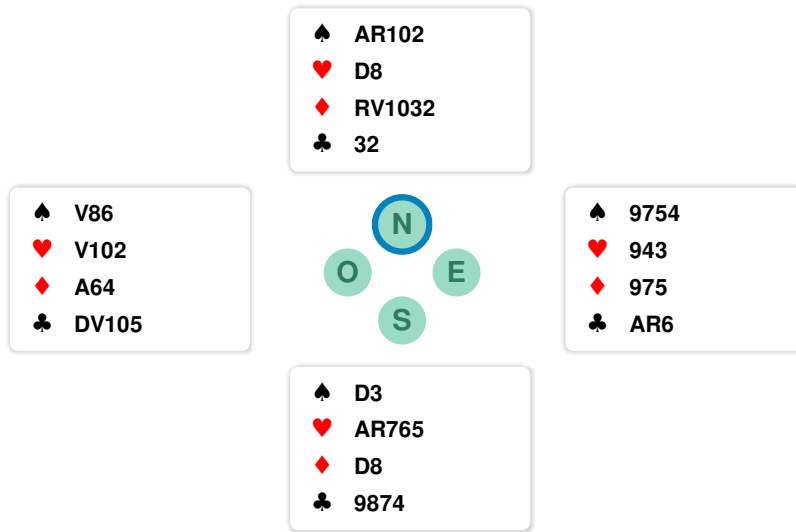 ♠ AR102
♥ D8
♦ RV1032
♣ 32
♠ V86
♥ V102
♦ A64
♣ DV105
N
O E
S
♠ 9754
♥ 943
♦ 975
♣ AR6
♠ D3
♥ AR765
♦ D8
♣ 9874